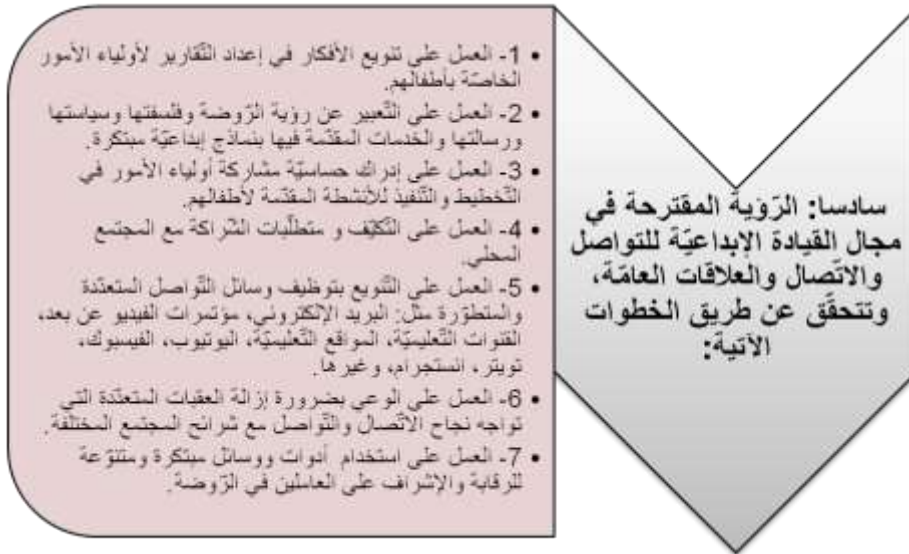 سادسا: الرّؤية المقترحة في
مجال القيادة الإبداعيّة للتواصل
والاتّصال والعلاقات العامّة،
وتتحقّق عن طريق الخطوات
الآتية:
• 1- العمل على تنويع الأفكار في إعداد التّقارير لأولياء الأمور
الخاصّة بأطفالهم.
• 2- العمل على التّعبير عن رؤية الرّوضة وفلسفتها وسياستها
ورسالتها والخدمات المقدّمة فيها بنماذج إبداعيّة مبتكرة.
• 3- العمل على إدراك حساسيّة مشاركة أولياء الأمور في
التّخطيط والتّنفيذ للأنشطة المقدّمة لأطفالهم.
• 4- العمل على التّكيّف و متطلّبات الشّراكة مع المجتمع
المحلي.
• 5- العمل على التّنويع بتوظيف وسائل التّواصل المتعدّدة
والمتطوّرة مثل: البريد الإلكتروني، مؤتمرات الفيديو عن بعد،
القنوات التّعليميّة، المواقع التّعليميّة، اليوتيوب، الفيسبوك،
تويتر، انستجرام، وغيرها.
• 6- العمل على الوعي بضرورة إزالة العقبات المتعدّدة التي
تواجه نجاح الاتّصال والتّواصل مع شرائح المجتمع المختلفة.
• 7- العمل على استخدام أدوات ووسائل مبتكرة ومتنوّعة
للرقابة والإشراف على العاملين في الرّوضة.